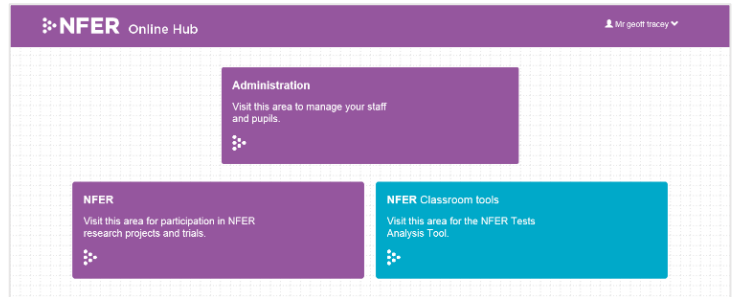 NFER Online Hub
Mr geoff tracey
Administration
Visit this area to manage your staff
and pupils.
NFER
Visit this area for participation in NFER
research projects and trials.
NFER Classroom tools
Visit this area for the NFER Tests
Analysis Tool.